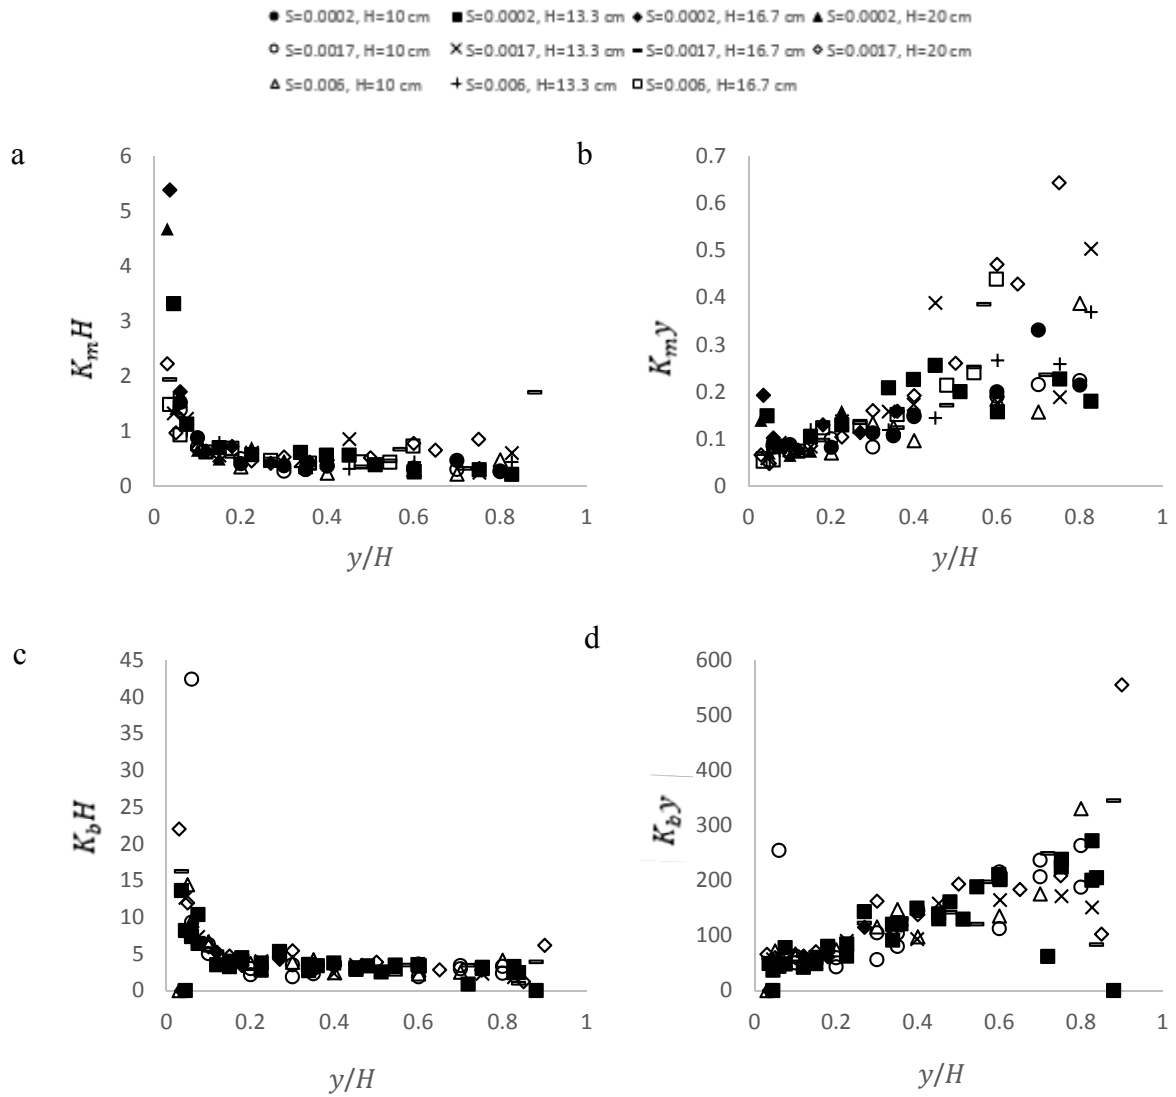 S=0.0002, H=10 cm S=0.0002, H=13.3 cm S=0.0002, H=16.7 cm S=0.0002, H=20 cm
S=0.0017, H=10 cm S=0.0017, H=13.3 cm S=0.0017, H=16.7 cm S=0.0017, H=20 cm
S=0.006, H=10 cm S=0.006, H=13.3 cm S=0.006, H=16.7 cm
a
6
5
4
3
2
1
0
K_mH
0 0.2 0.4 0.6 0.8 1
y/H
b
0.7
0.6
0.5
0.4
0.3
0.2
0.1
0
K_my
0 0.2 0.4 0.6 0.8 1
y/H
c
45
40
35
30
25
20
15
10
5
0
K_bH
0 0.2 0.4 0.6 0.8 1
y/H
d
600
500
400
300
200
100
0
K_by
0 0.2 0.4 0.6 0.8 1
y/H